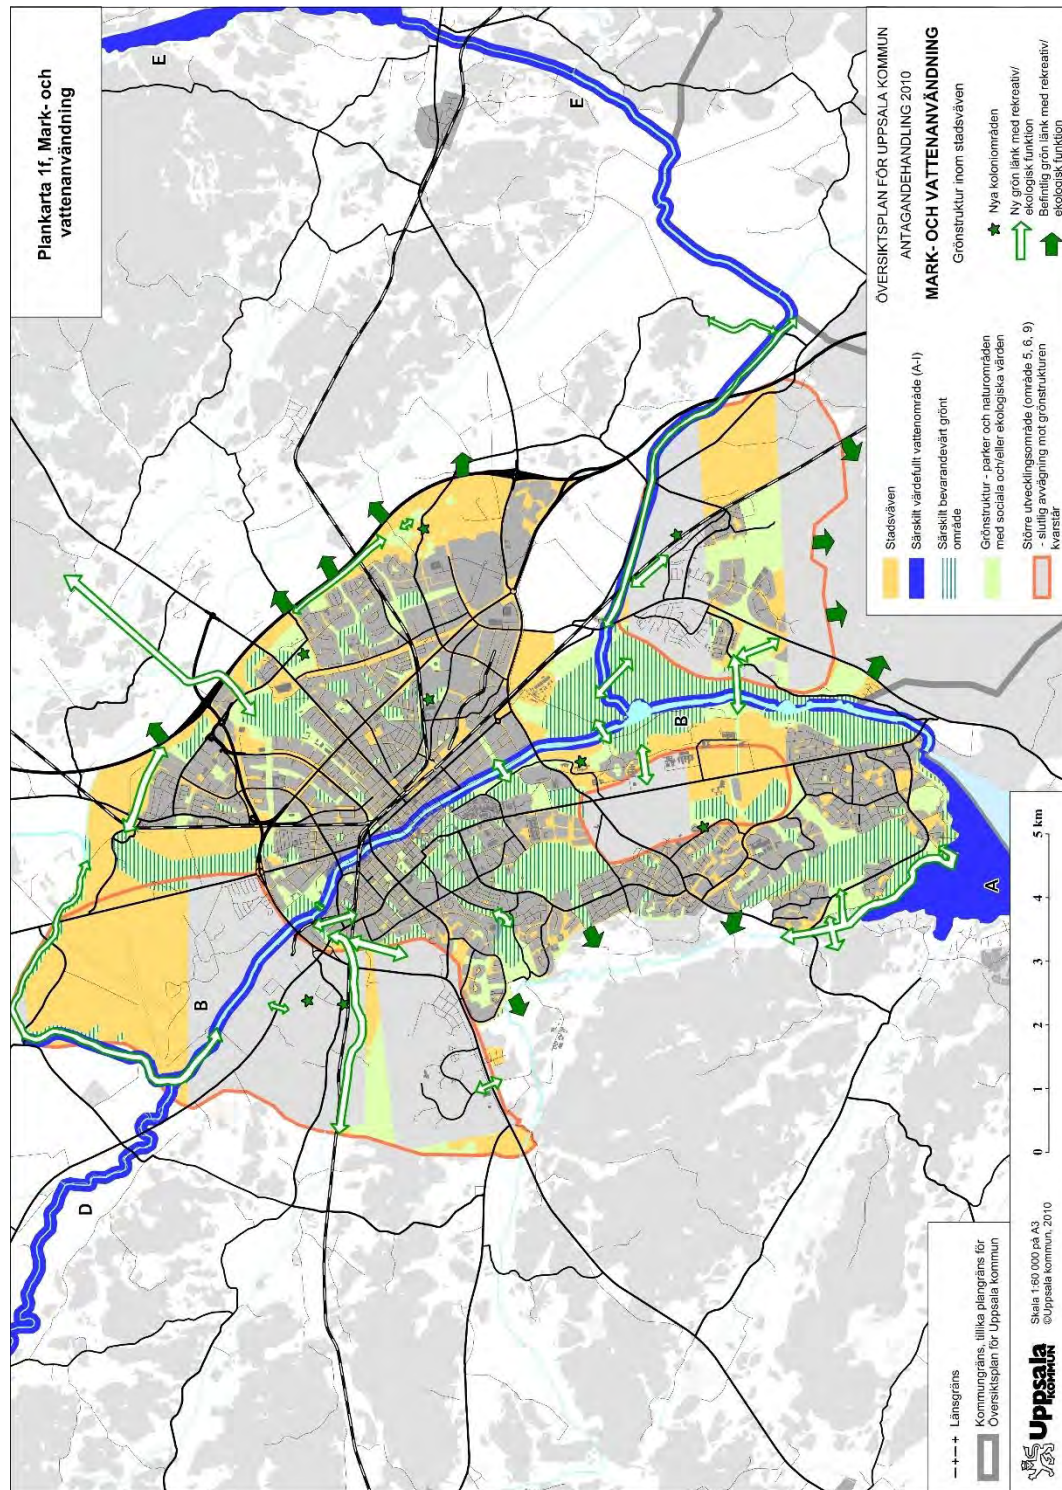 Plankarta 1f, Mark- och
vattenanvändning
E
E
D
B
B
A
ÖVERSIKTSPLAN FÖR UPPSALA KOMMUN
ANTAGANDEHANDLING 2010
MARK- OCH VATTENANVÄNDNING
Grönstruktur inom stadsväven
Stadsväven
Särskilt värdefullt vattenområde (A-I)
Särskilt bevarandevärt grönt
område
Grönstruktur - parker och naturområden
med sociala och/eller ekologiska värden
Större utvecklingsområde (område 5, 6, 9)
- slutlig avvägning mot grönstrukturen
kvarstår
Nya koloniområden
Ny grön länk med rekreativ/
ekologisk funktion
Befintlig grön länk med rekreativ/
ekologisk funktion
0 1 2 3 4 5 km
Länsgräns
Kommungräns, tillika plangräns för
Översiktsplan för Uppsala kommun
Uppsala
KOMMUN
Skala 1:60 000 på A3
©Uppsala kommun, 2010